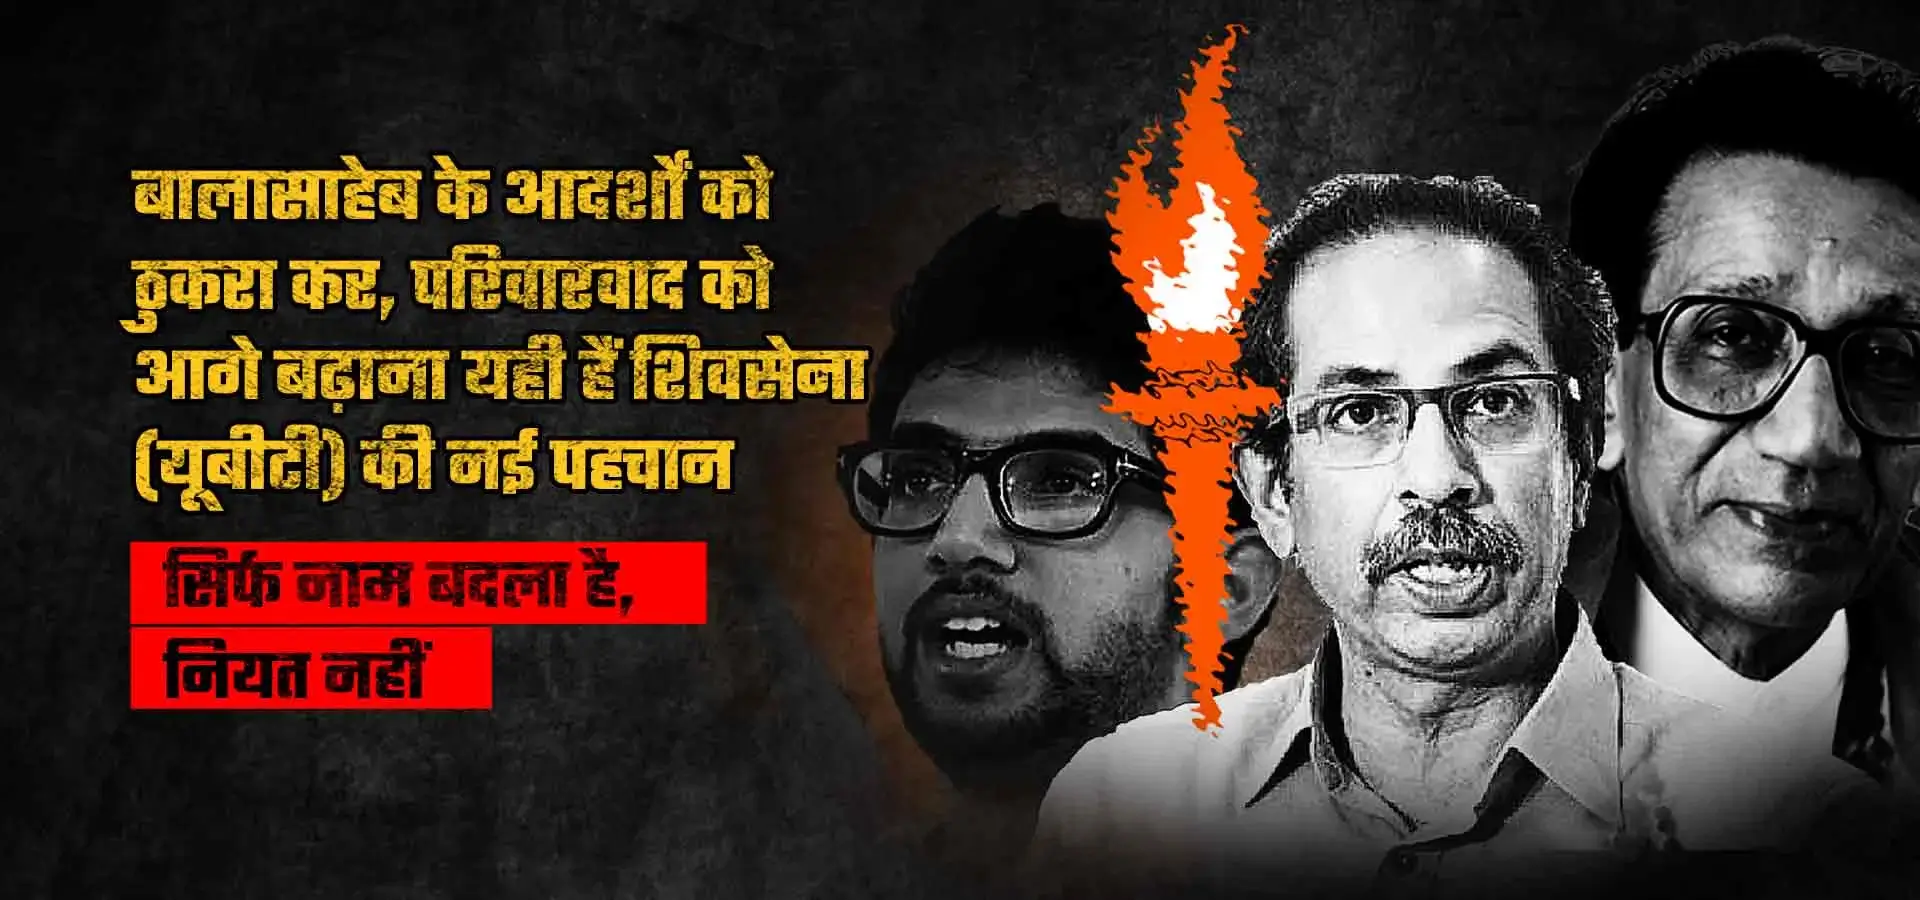 बालासाहेब के आदर्शों को
ठुकरा कर, परिवारवाद को
आगे बढ़ाना यही हैं शिवसेना
(यूबीटी) की नई पहचान
सिर्फ नाम बदला है,
नियत नहीं